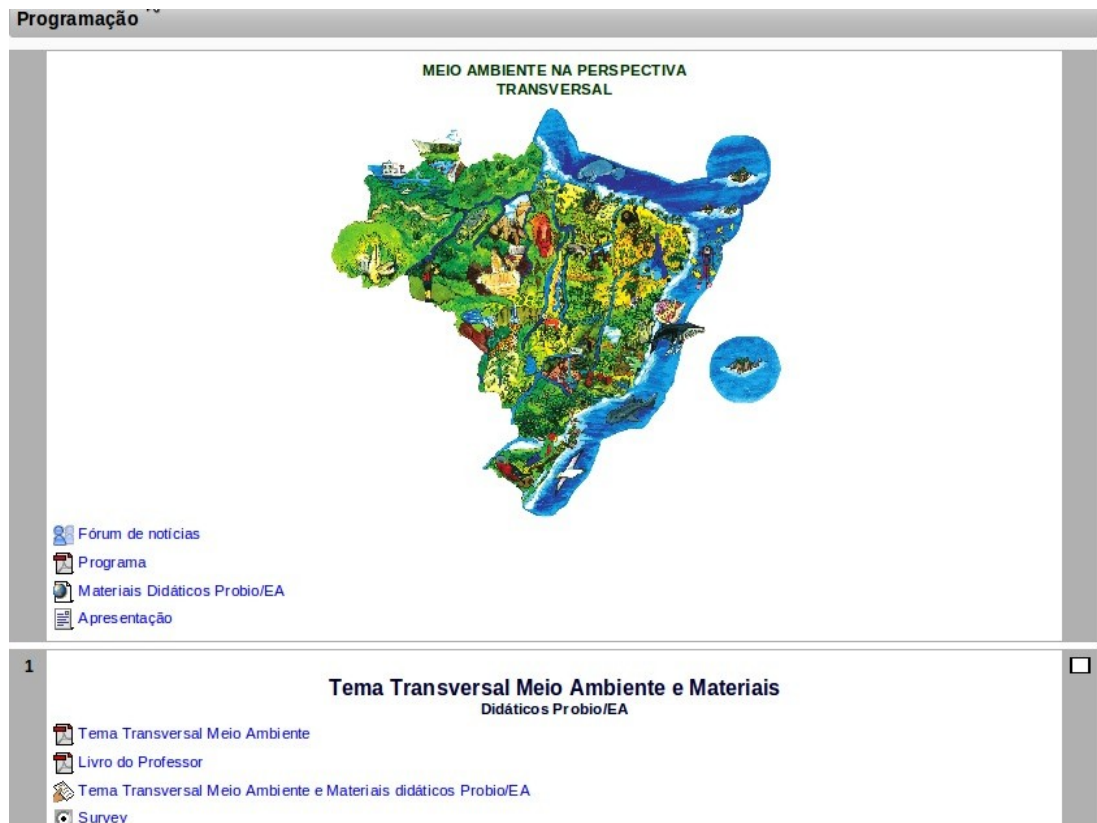 Programação
MEIO AMBIENTE NA PERSPECTIVA
TRANSVERSAL
Fórum de notícias
Programa
Materiais Didáticos Probio/EA
Apresentação
1
Tema Transversal Meio Ambiente e Materiais
Didáticos Probio/EA
Tema Transversal Meio Ambiente
Livro do Professor
Tema Transversal Meio Ambiente e Materiais didáticos Probio/EA
Survey